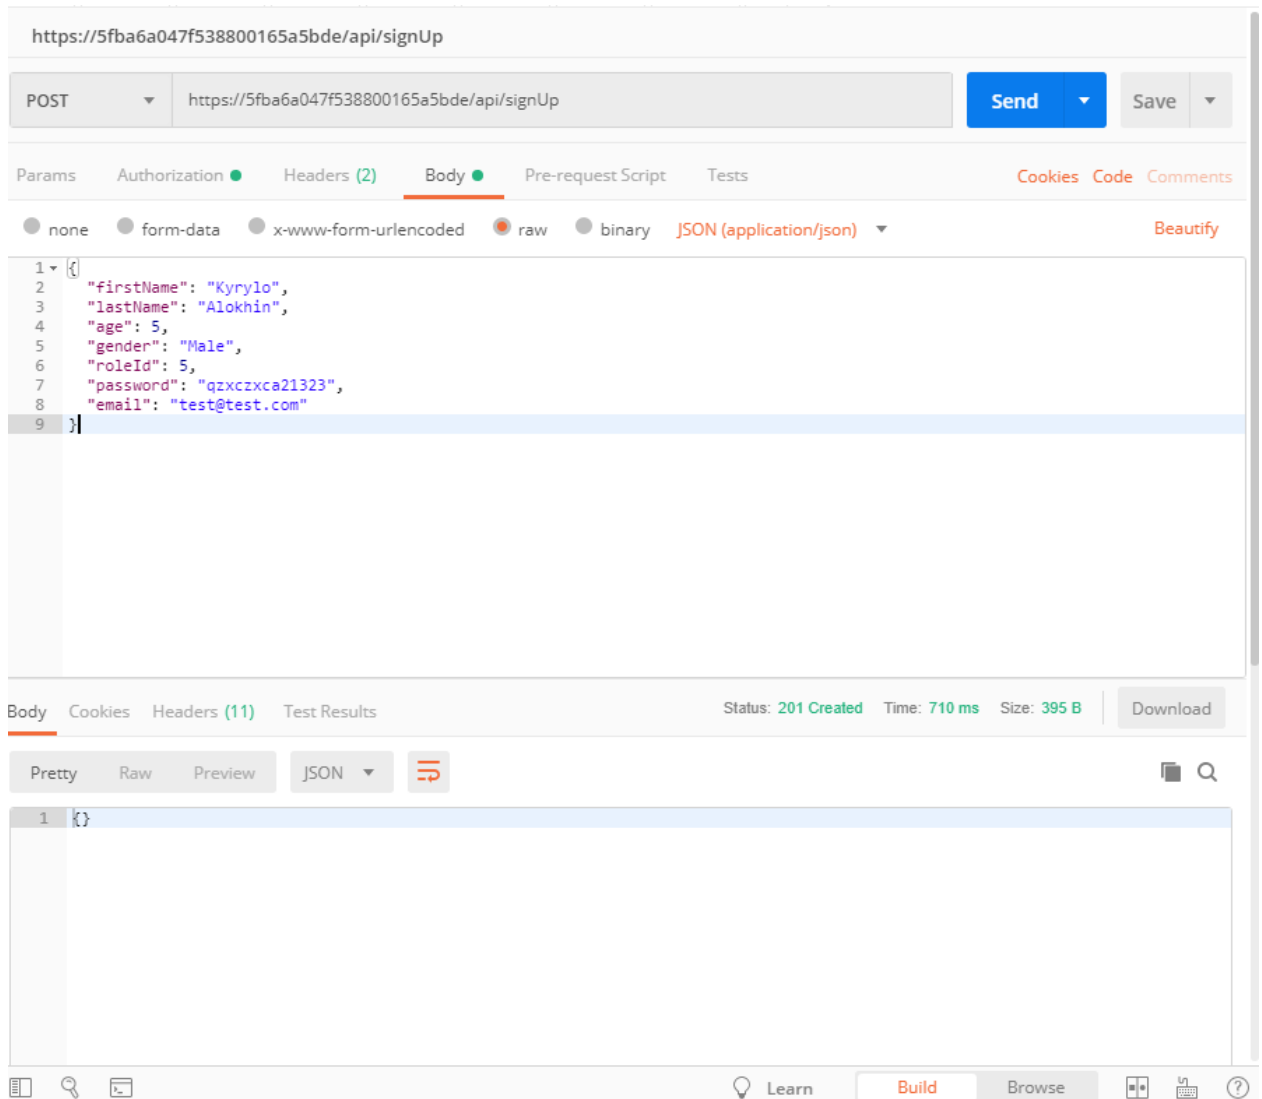 https://5fba6a047f538800165a5bde/api/signUp
POST https://5fba6a047f538800165a5bde/api/signUp Send Save
Params Authorization Headers (2) Body Pre-request Script Tests Cookies Code Comments
none form-data x-www-form-urlencoded raw binary JSON (application/json) Beautify
1 {
2 "firstName": "Kyrylo",
3 "lastName": "Alokhin",
4 "age": 5,
5 "gender": "Male",
6 "roleId": 5,
7 "password": "qzxczxca21323",
8 "email": "test@test.com"
9 }
Body Cookies Headers (11) Test Results Status: 201 Created Time: 710 ms Size: 395 B Download
Pretty Raw Preview JSON
1 {}
Learn Build Browse